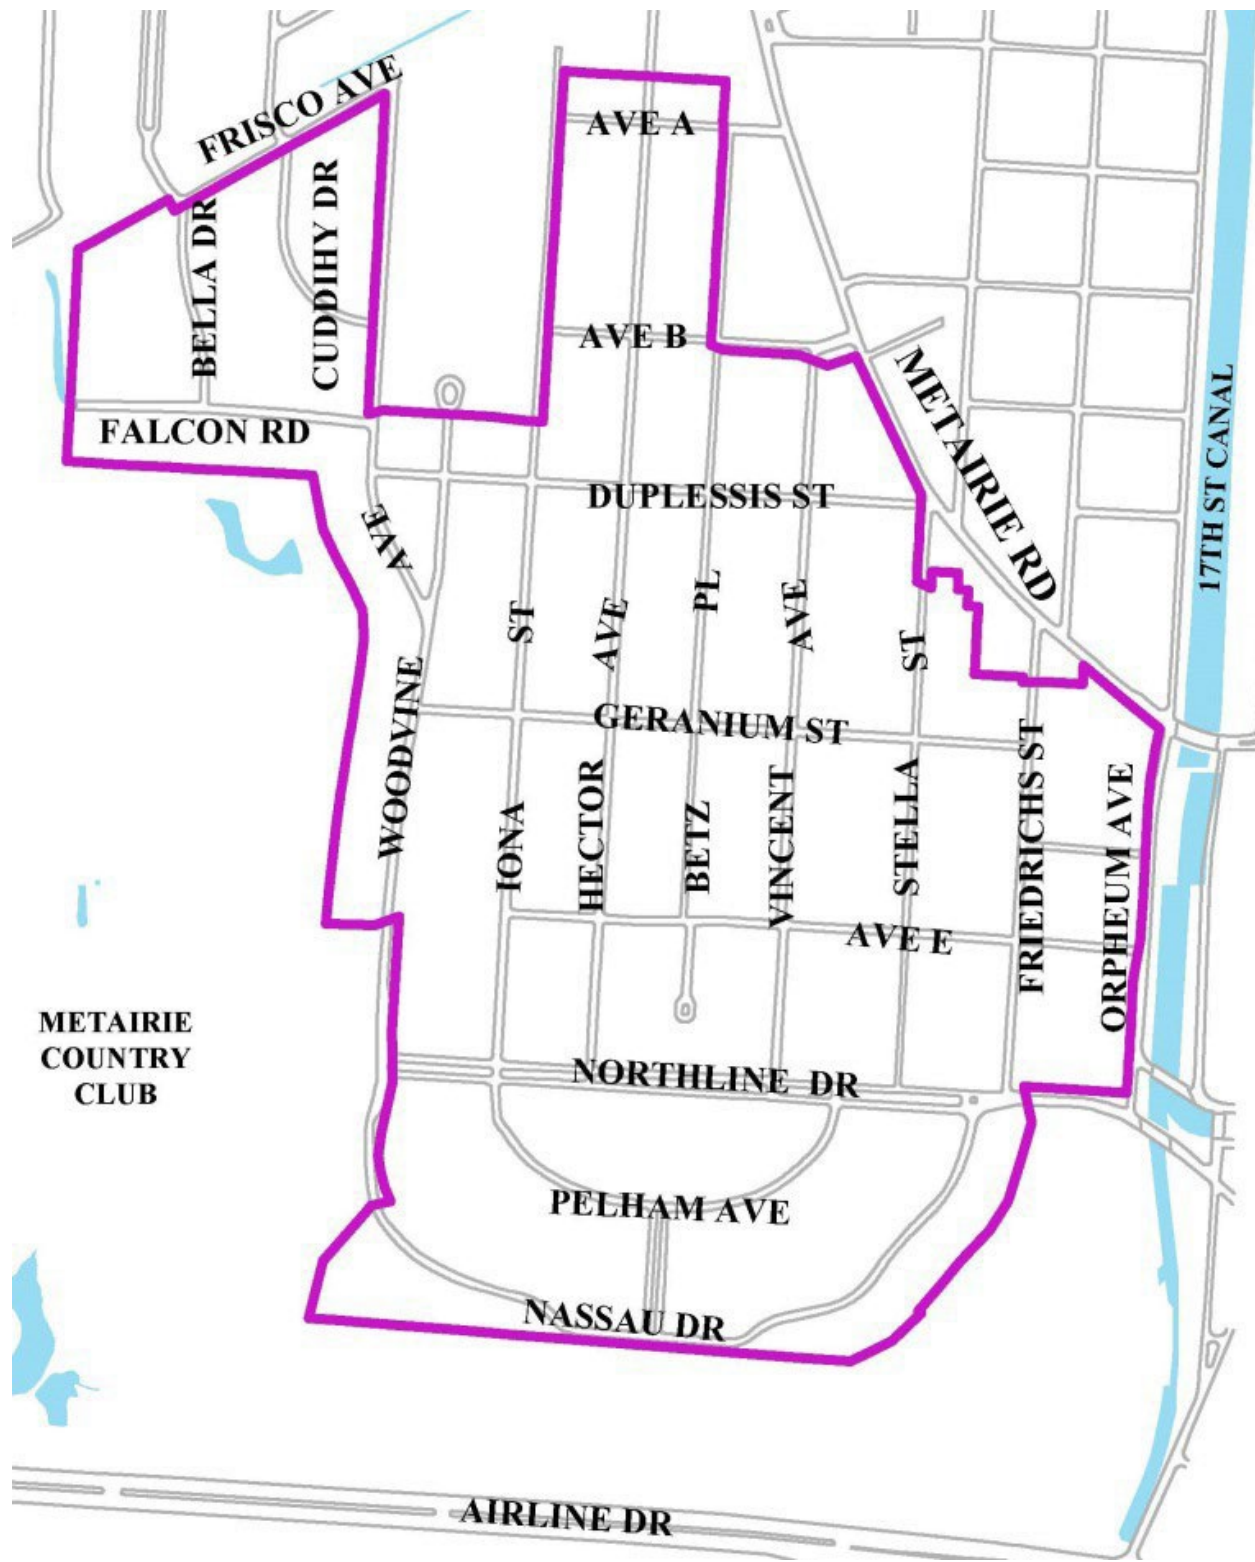 FRISCO AVE
AVE A
BELLA DR
CUDDIHY DR
AVE B
METAIRIE RD
17TH ST CANAL
FALCON RD
DUPLESSIS ST
WOODVINE AVE
IONA ST
HECTOR AVE
BETZ PL
VINCENT AVE
STELLA ST
GERANIUM ST
FRIEDRICHS ST
ORPHEUM AVE
AVE E
METAIRIE
COUNTRY
CLUB
NORTHLINE DR
PELHAM AVE
NASSAU DR
AIRLINE DR